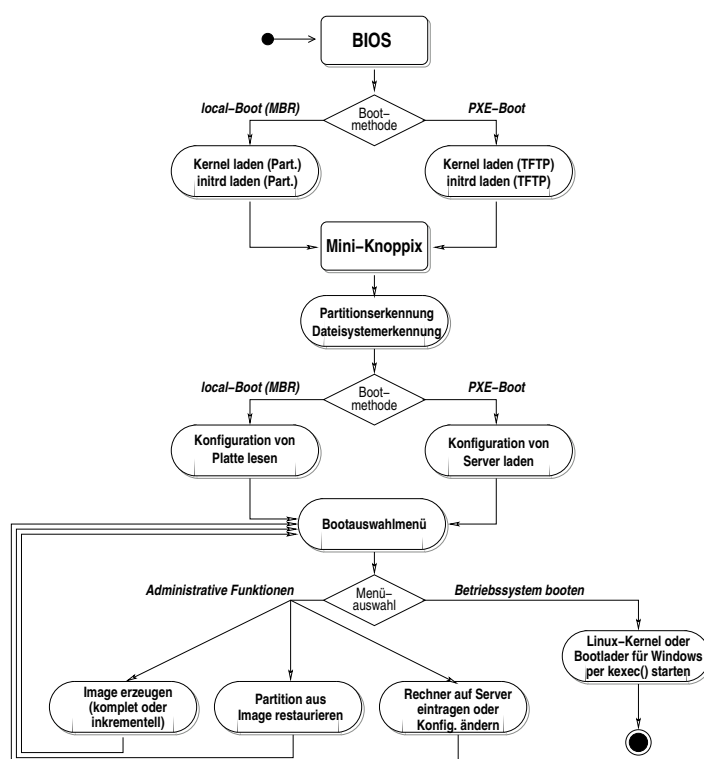 BIOS
local–Boot (MBR)
Boot–
methode
PXE–Boot
Kernel laden (Part.)
initrd laden (Part.)
Kernel laden (TFTP)
initrd laden (TFTP)
Mini–Knoppix
Partitionserkennung
Dateisystemerkennung
local–Boot (MBR)
Boot–
methode
PXE–Boot
Konfiguration von
Platte lesen
Konfiguration von
Server laden
Bootauswahlmenü
Administrative Funktionen
Menü–
auswahl
Betriebssystem booten
Linux–Kernel oder
Bootlader für Windows
per kexec() starten
Image erzeugen
(komplet oder
inkrementell)
Partition aus
Image restaurieren
Rechner auf Server
eintragen oder
Konfig. ändern